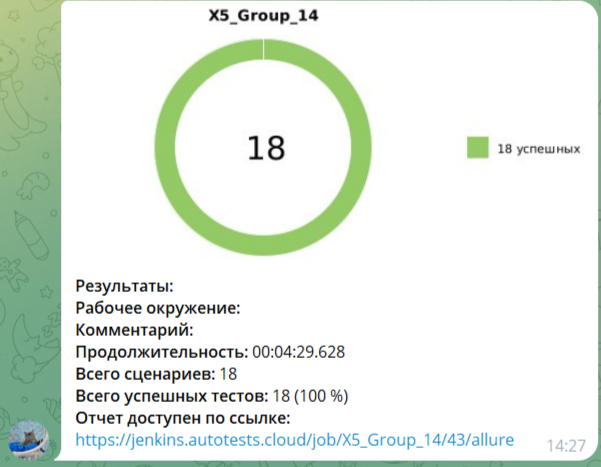 X5_Group_14
18
18 успешных
Результаты:
Рабочее окружение:
Комментарий:
Продолжительность: 00:04:29.628
Всего сценариев: 18
Всего успешных тестов: 18 (100 %)
Отчет доступен по ссылке:
https://jenkins.autotests.cloud/job/X5_Group_14/43/allure
14:27